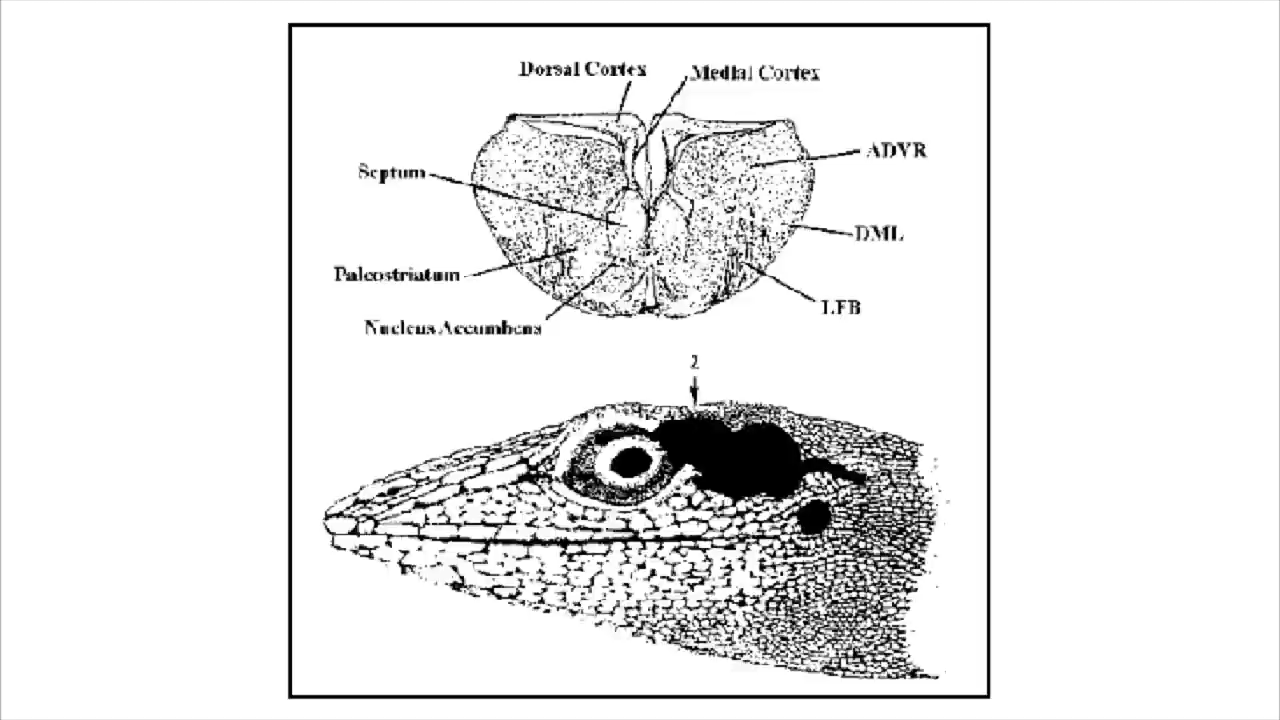 Dorsal Cortex
Medial Cortex
ADVR
Septum
DML
Paleostriatum
LFB
Nucleus Accumbens
2